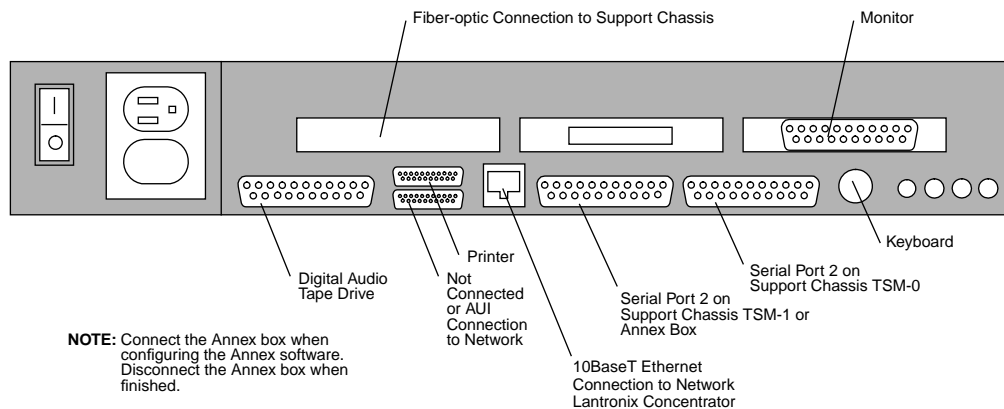 Fiber-optic Connection to Support Chassis
Monitor
Printer
Keyboard
Digital Audio
Tape Drive
Not
Connected
or AUI
Connection
to Network
Serial Port 2 on
Support Chassis TSM-1 or
Annex Box
Serial Port 2 on
Support Chassis TSM-0
10BaseT Ethernet
Connection to Network
Lantronix Concentrator
NOTE: Connect the Annex box when
configuring the Annex software.
Disconnect the Annex box when
finished.